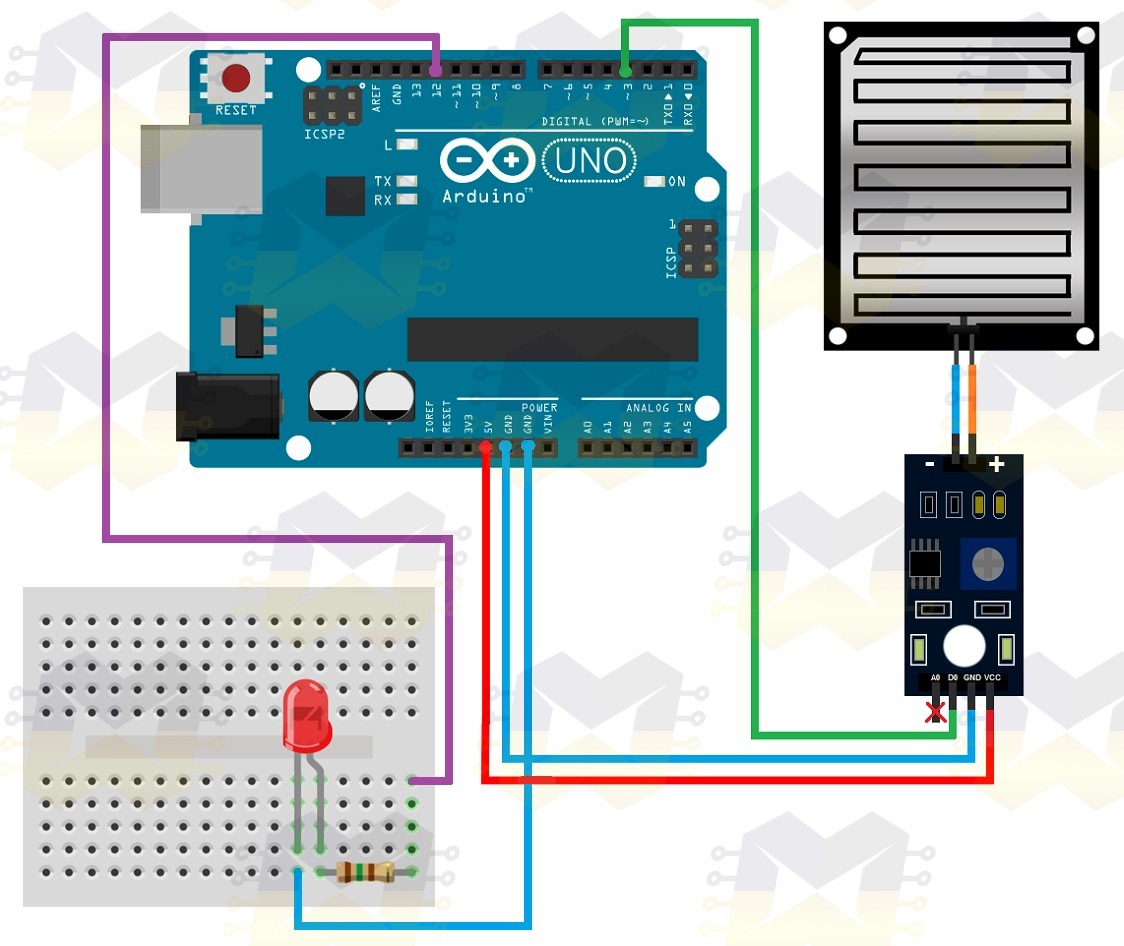 RESET
ICSP2
AREF
GND
13
12
~11
10
~9
8
7
~6
~5
4
~3
2
TXD▶1
RXD◀0
DIGITAL (PWM=~)
L
TX
RX
UNO
Arduino™
ON
1
ICSP
IOREF
RESET
3V3
5V
GND
GND
VIN
POWER
ANALOG IN
A0
A1
A2
A3
A4
A5
- +
A0 D0 GND VCC